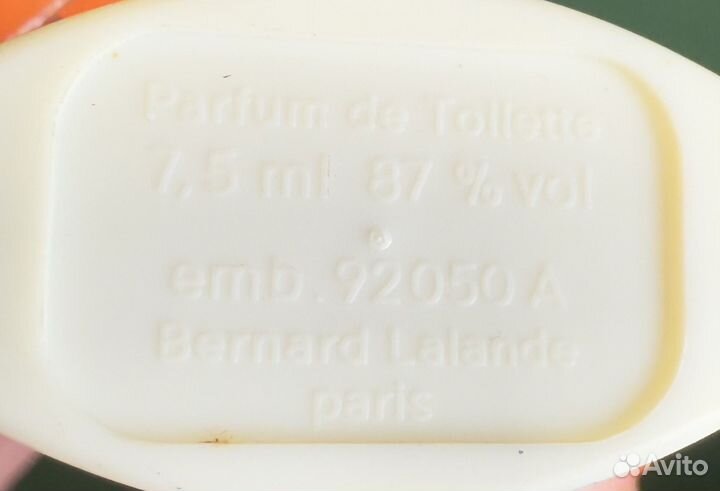 Parfum de Toilette
7,5 ml 87 % vol
emb. 92050 A
Bernard Lalande
paris
Avito